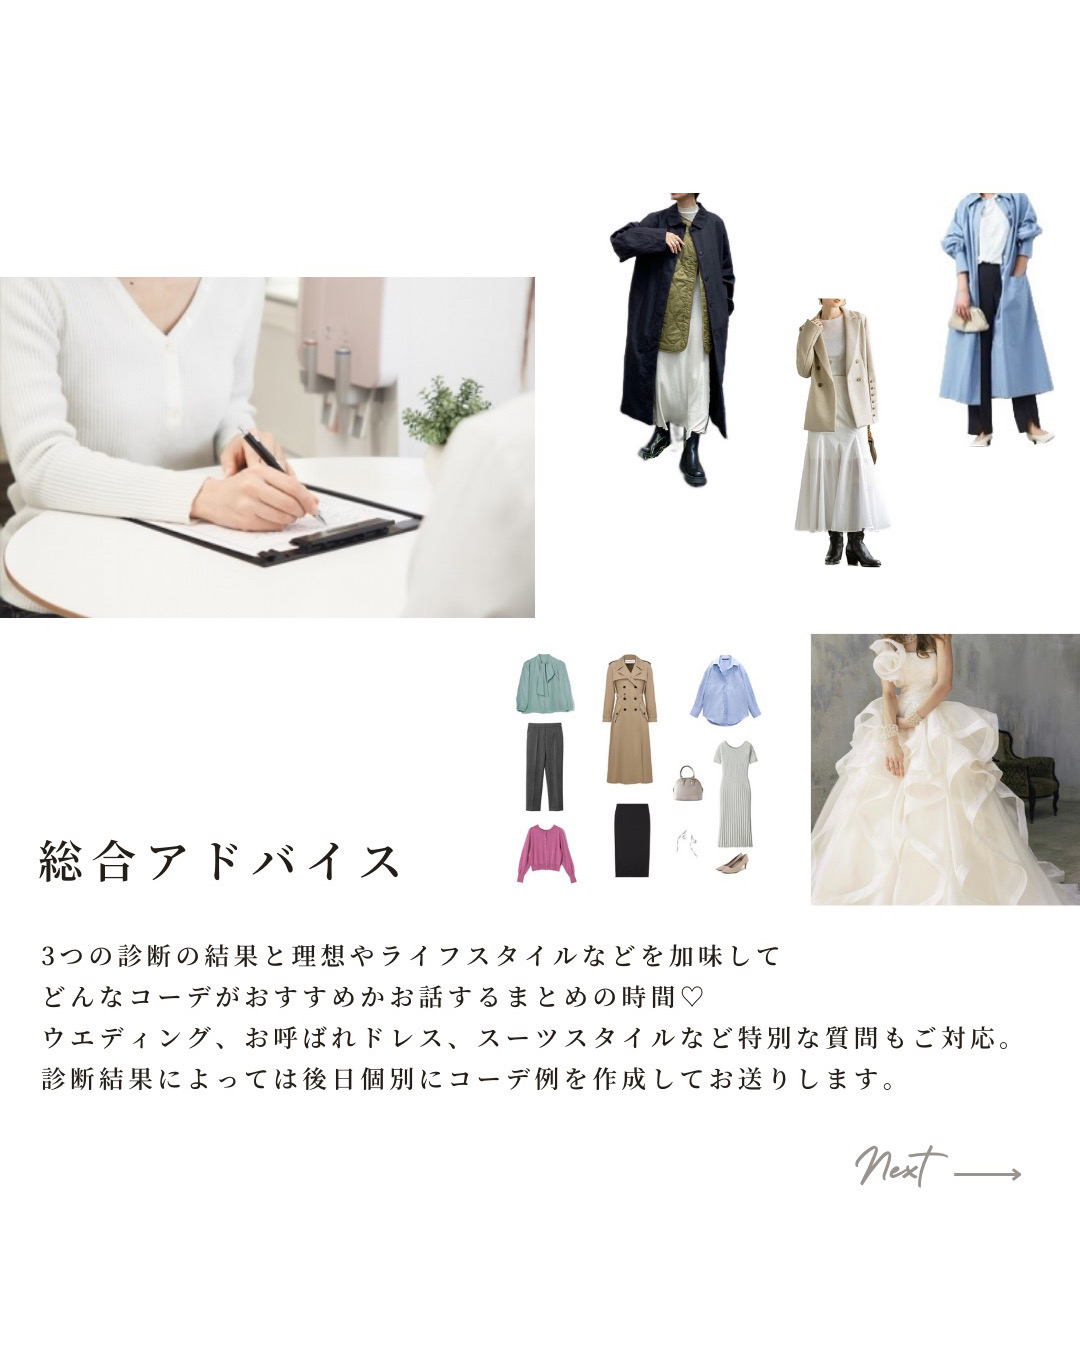 総合アドバイス
3つの診断の結果と理想やライフスタイルなどを加味して
どんなコーデがおすすめかお話するまとめの時間♡
ウエディング、お呼ばれドレス、スーツスタイルなど特別な質問もご対応。
診断結果によっては後日個別にコーデ例を作成してお送りします。
Next